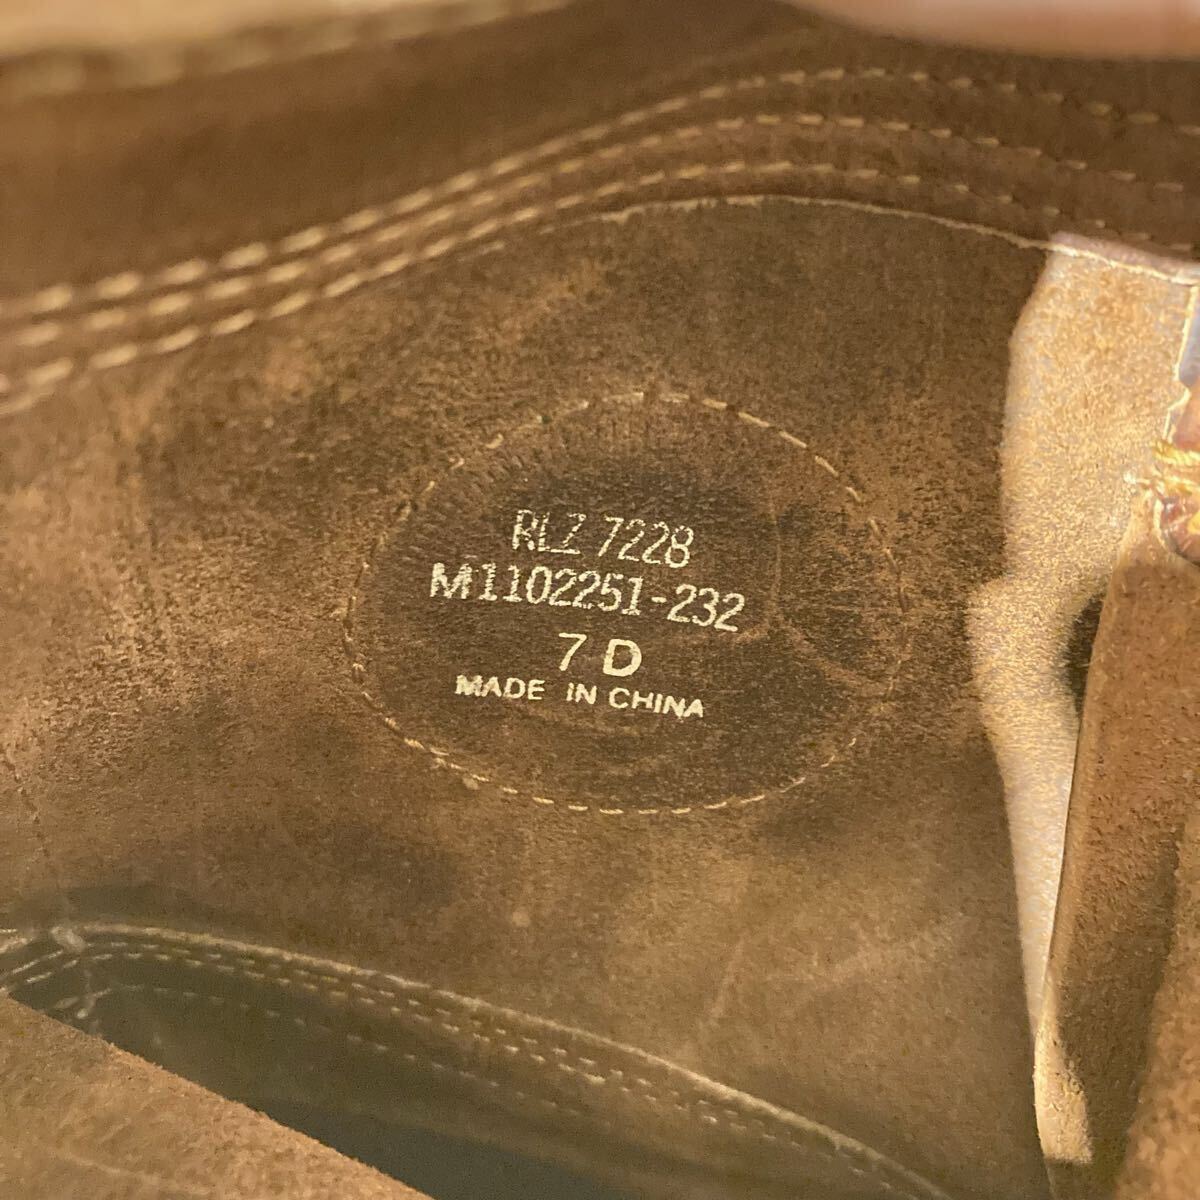 RLZ 7228
M1102251-232
7 D
MADE IN CHINA